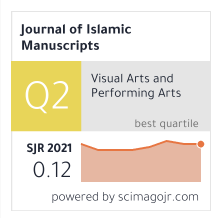 Journal of Islamic
Manuscripts
Q2
Visual Arts and
Performing Arts
best quartile
SJR 2021
0.12
powered by scimagojr.com